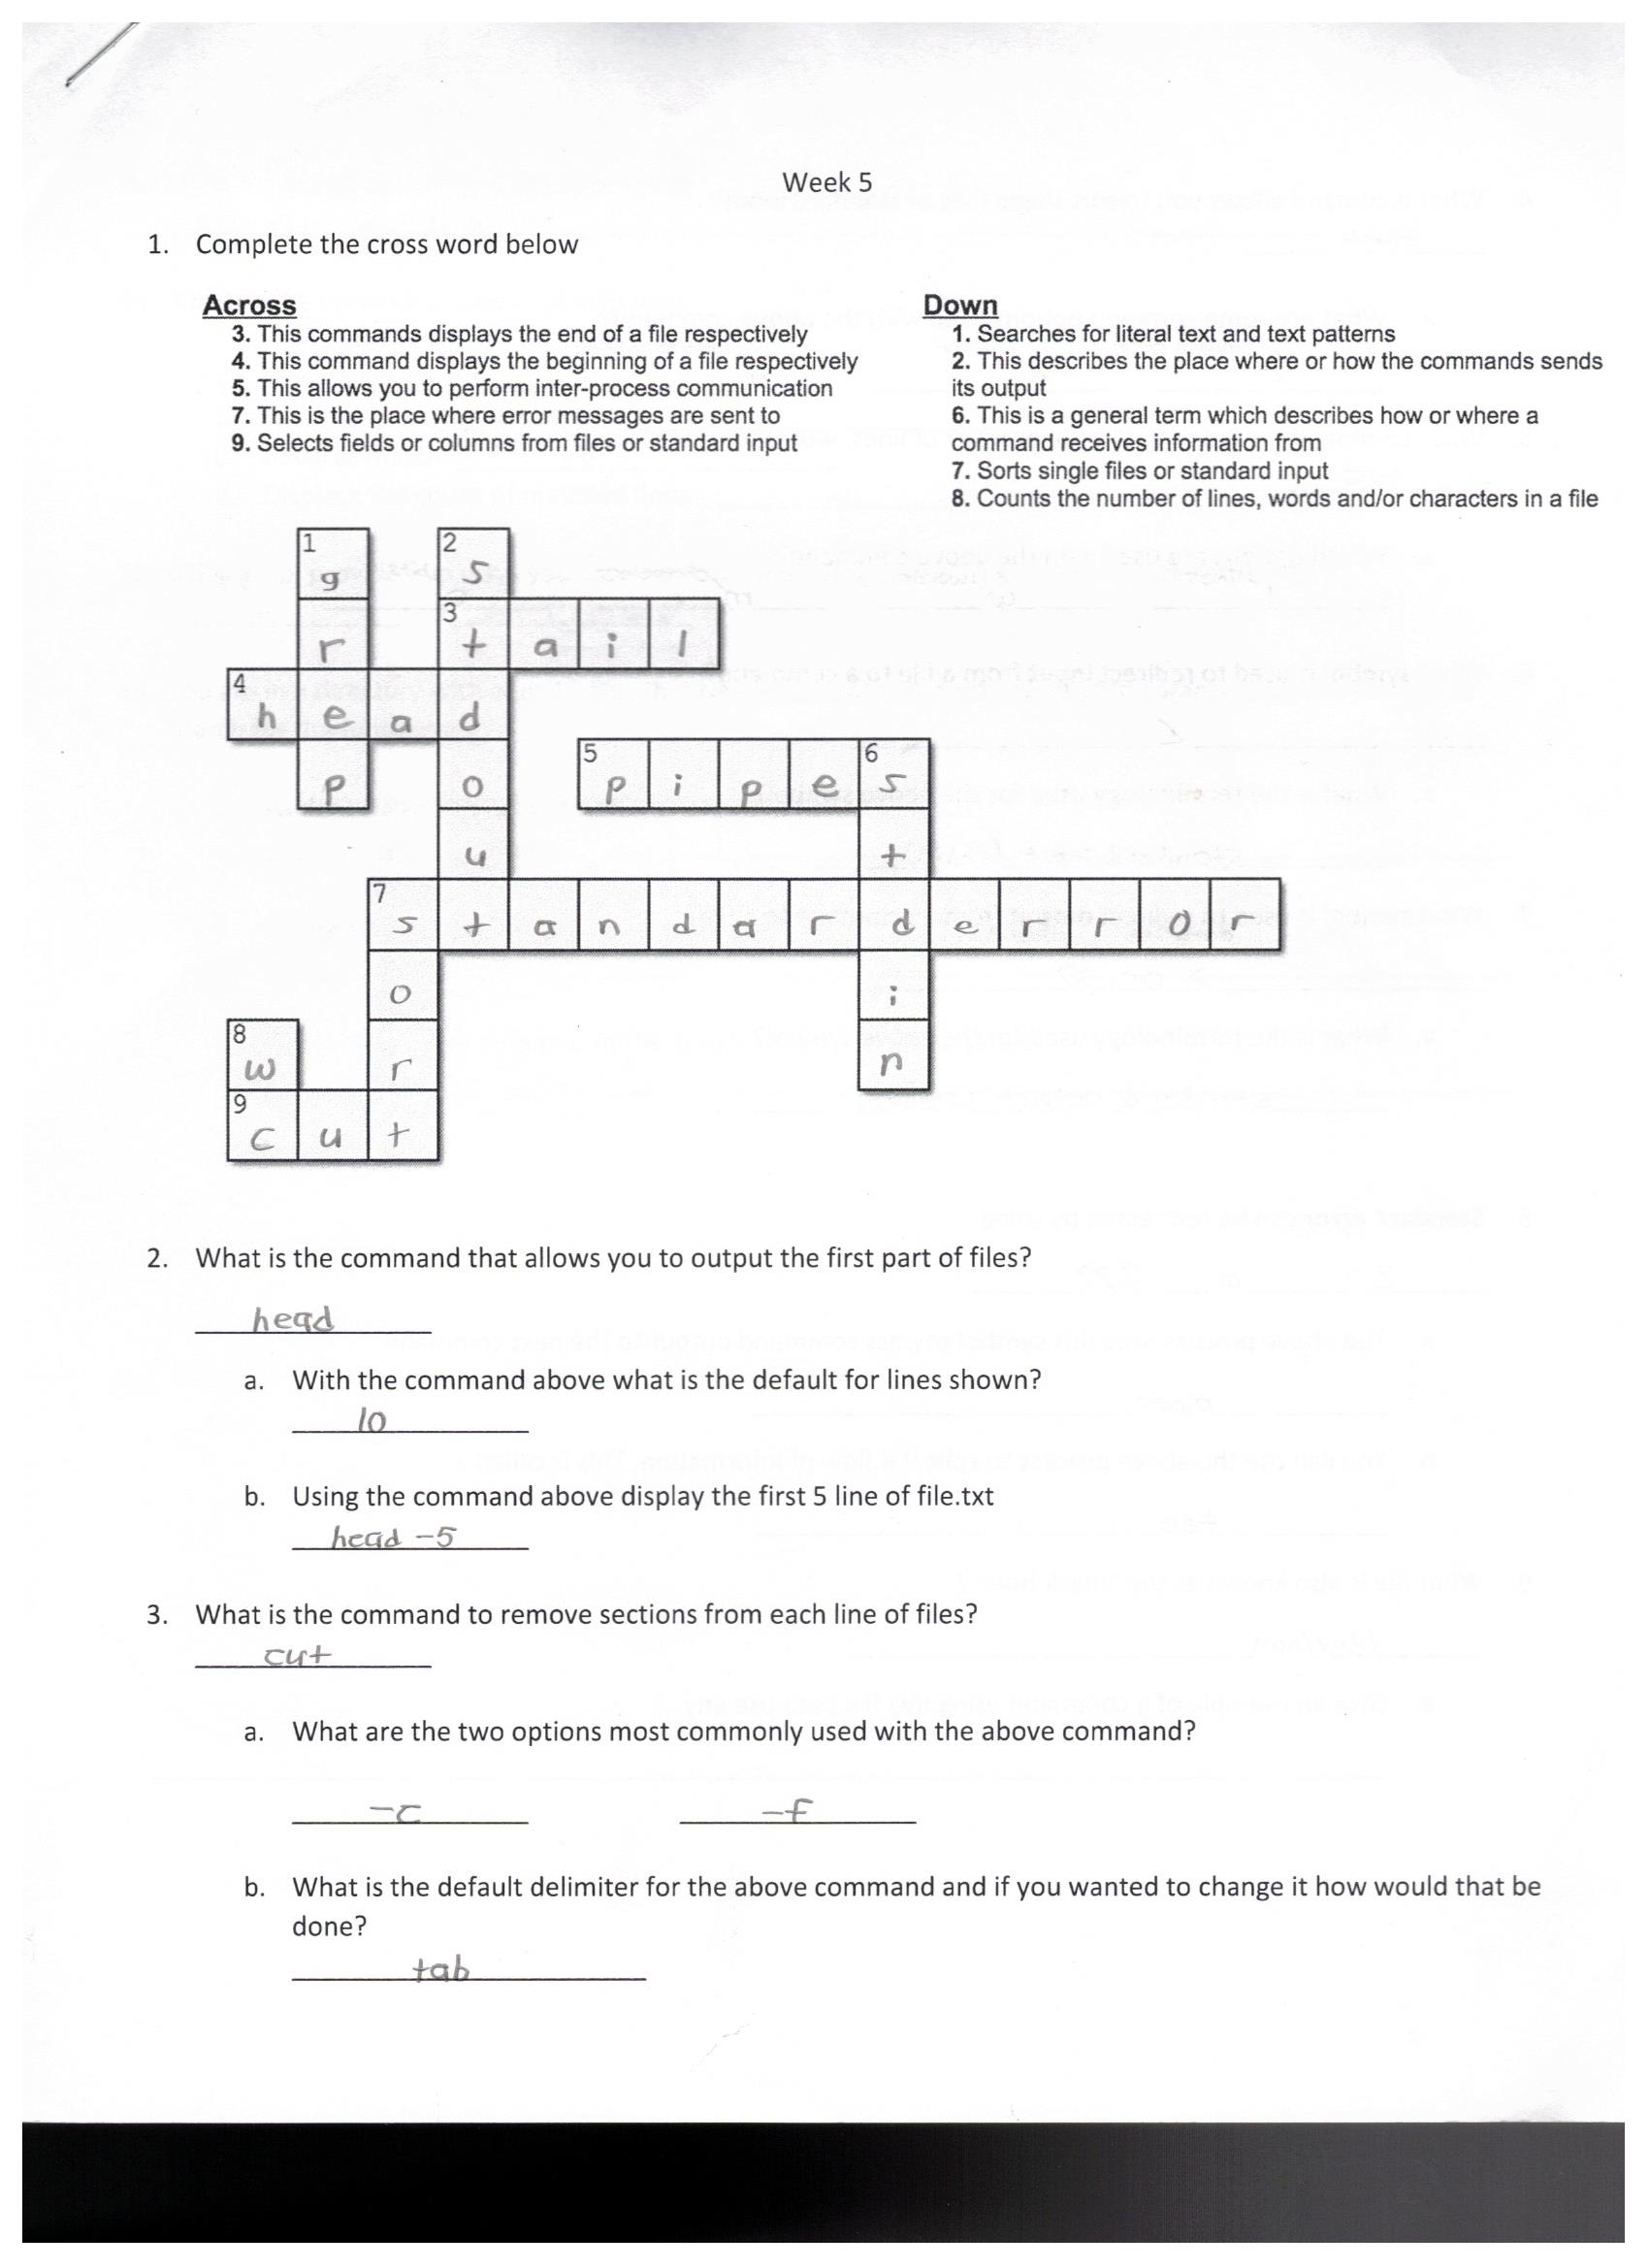 Week 5
1. Complete the cross word below
Across
3. This commands displays the end of a file respectively
4. This command displays the beginning of a file respectively
5. This allows you to perform inter-process communication
7. This is the place where error messages are sent to
9. Selects fields or columns from files or standard input
Down
1. Searches for literal text and text patterns
2. This describes the place where or how the commands sends
its output
6. This is a general term which describes how or where a
command receives information from
7. Sorts single files or standard input
8. Counts the number of lines, words and/or characters in a file
1 2
g s
3
r t a i l
4
h e a d
5 6
p o p i p e s
u t
7
s t a n d a r d e r r o r
o i
8
w r n
9
c u t
2. What is the command that allows you to output the first part of files?
head
a. With the command above what is the default for lines shown?
10
b. Using the command above display the first 5 line of file.txt
head -5
3. What is the command to remove sections from each line of files?
cut
a. What are the two options most commonly used with the above command?
-c -f
b. What is the default delimiter for the above command and if you wanted to change it how would that be
done?
tab